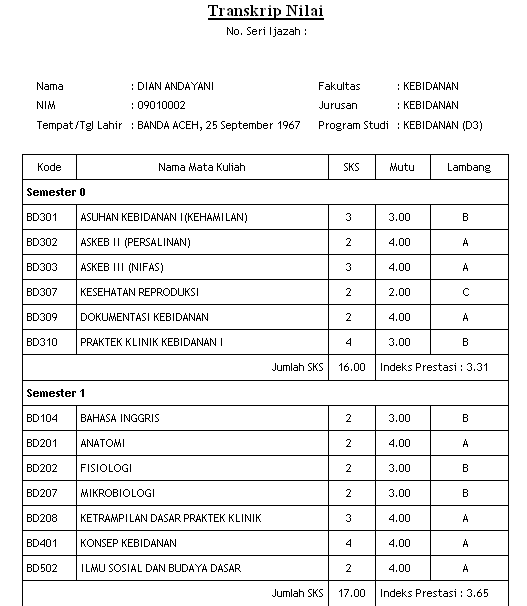 Transkrip Nilai
No. Seri Ijazah :
Nama : DIAN ANDAYANI Fakultas : KEBIDANAN
NIM : 09010002 Jurusan : KEBIDANAN
Tempat/Tgl Lahir : BANDA ACEH, 25 September 1967 Program Studi : KEBIDANAN (D3)
Kode Nama Mata Kuliah SKS Mutu Lambang
Semester 0
BD301 ASUHAN KEBIDANAN I(KEHAMILAN) 3 3.00 B
BD302 ASKEB II (PERSALINAN) 2 4.00 A
BD303 ASKEB III (NIFAS) 3 4.00 A
BD307 KESEHATAN REPRODUKSI 2 2.00 C
BD309 DOKUMENTASI KEBIDANAN 2 4.00 A
BD310 PRAKTEK KLINIK KEBIDANAN I 4 3.00 B
Jumlah SKS 16.00 Indeks Prestasi : 3.31
Semester 1
BD104 BAHASA INGGRIS 2 3.00 B
BD201 ANATOMI 2 4.00 A
BD202 FISIOLOGI 2 3.00 B
BD207 MIKROBIOLOGI 2 3.00 B
BD208 KETRAMPILAN DASAR PRAKTEK KLINIK 3 4.00 A
BD401 KONSEP KEBIDANAN 4 4.00 A
BD502 ILMU SOSIAL DAN BUDAYA DASAR 2 4.00 A
Jumlah SKS 17.00 Indeks Prestasi : 3.65